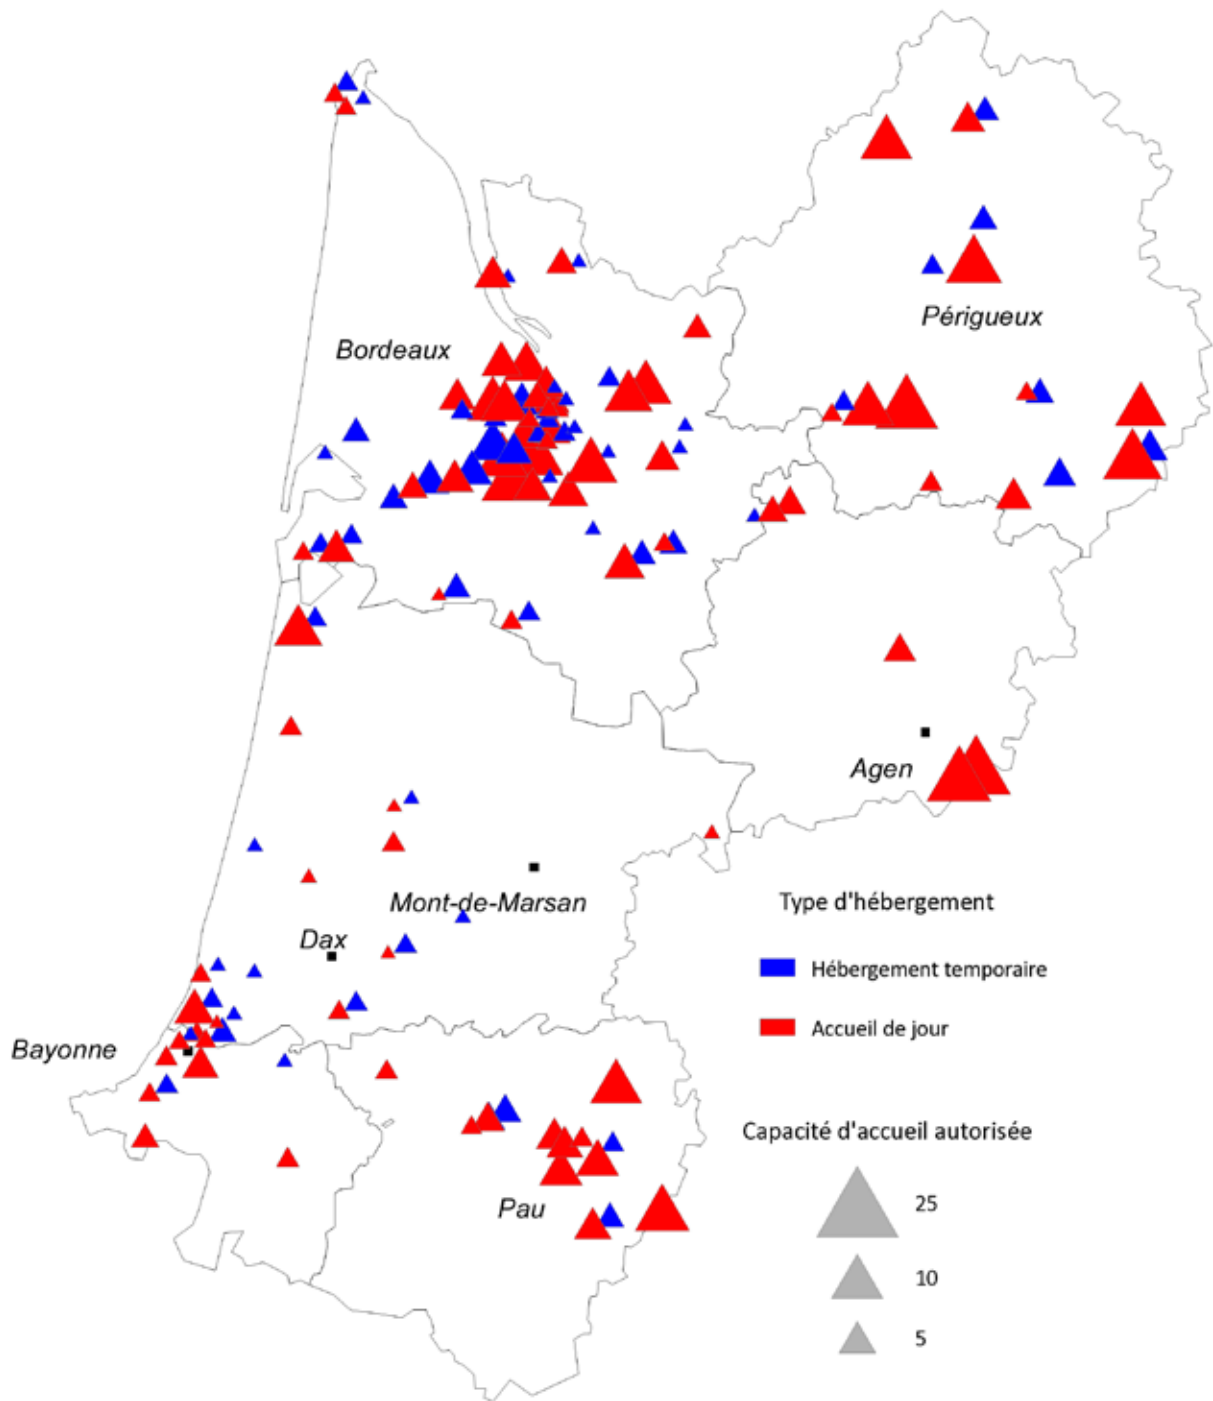 Bordeaux
Périgueux
Agen
Mont-de-Marsan
Dax
Bayonne
Pau
Type d'hébergement
Hébergement temporaire
Accueil de jour
Capacité d'accueil autorisée
25
10
5